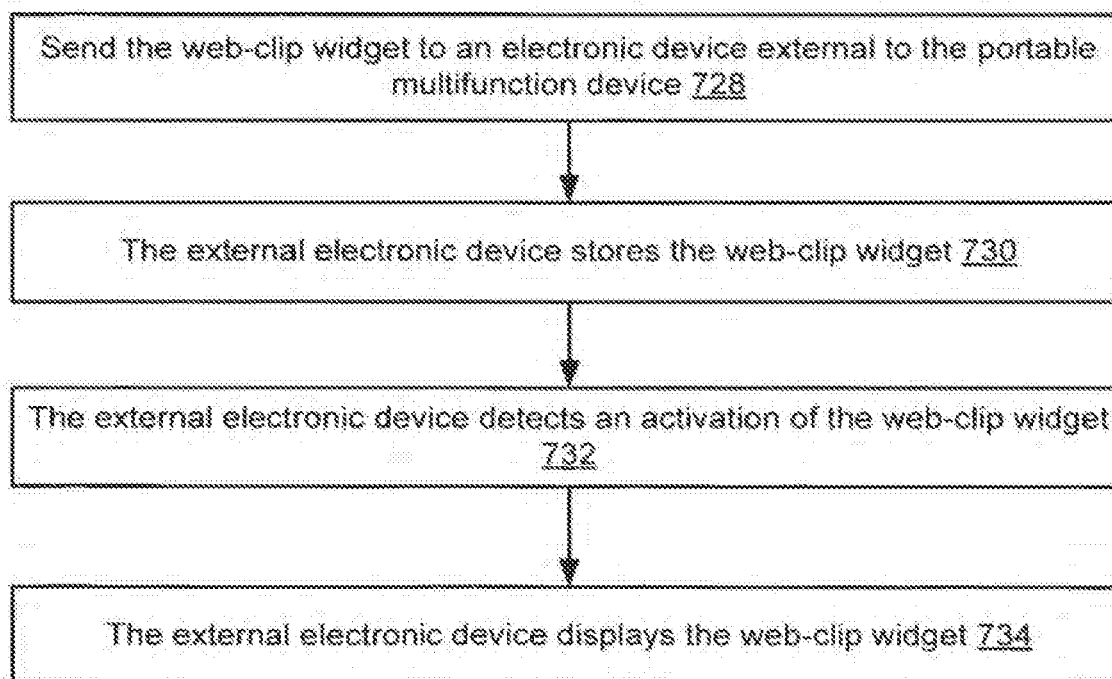 Send the web-clip widget to an electronic device external to the portable
multifunction device 728
The external electronic device stores the web-clip widget 730
The external electronic device detects an activation of the web-clip widget
732
The external electronic device displays the web-clip widget 734